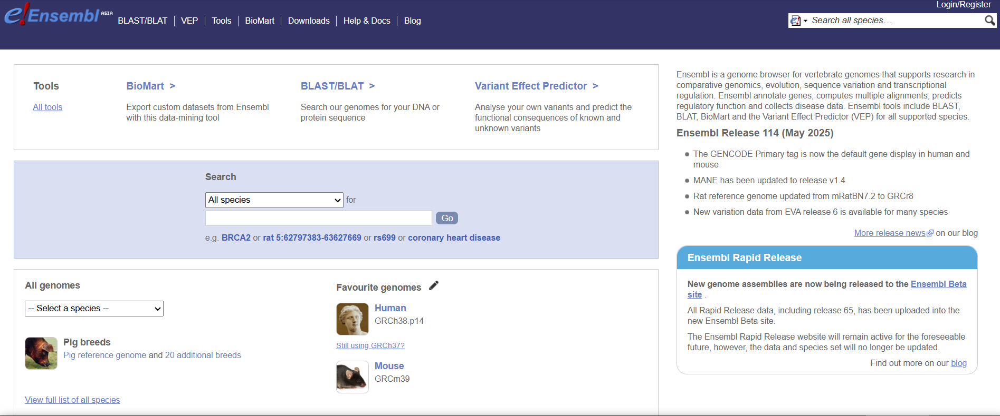 Login/Register
e!Ensembl ASIA
BLAST/BLAT VEP Tools BioMart Downloads Help & Docs Blog
e! Search all species…
Tools
All tools
BioMart >
Export custom datasets from Ensembl
with this data-mining tool
BLAST/BLAT >
Search our genomes for your DNA or
protein sequence
Variant Effect Predictor >
Analyse your own variants and predict the
functional consequences of known and
unknown variants
Search
All species for
Go
e.g. BRCA2 or rat 5:62797383-63627669 or rs699 or coronary heart disease
All genomes
-- Select a species --
Pig breeds
Pig reference genome and 20 additional breeds
View full list of all species
Favourite genomes
Human
GRCh38.p14
Still using GRCh37?
Mouse
GRCm39
Ensembl is a genome browser for vertebrate genomes that supports research in
comparative genomics, evolution, sequence variation and transcriptional
regulation. Ensembl annotate genes, computes multiple alignments, predicts
regulatory function and collects disease data. Ensembl tools include BLAST,
BLAT, BioMart and the Variant Effect Predictor (VEP) for all supported species.
Ensembl Release 114 (May 2025)
The GENCODE Primary tag is now the default gene display in human and
mouse
MANE has been updated to release v1.4
Rat reference genome updated from mRatBN7.2 to GRCr8
New variation data from EVA release 6 is available for many species
More release news on our blog
Ensembl Rapid Release
New genome assemblies are now being released to the Ensembl Beta
site .
All Rapid Release data, including release 65, has been uploaded into the
new Ensembl Beta site.
The Ensembl Rapid Release website will remain active for the foreseeable
future, however, the data and species set will no longer be updated.
Find out more on our blog